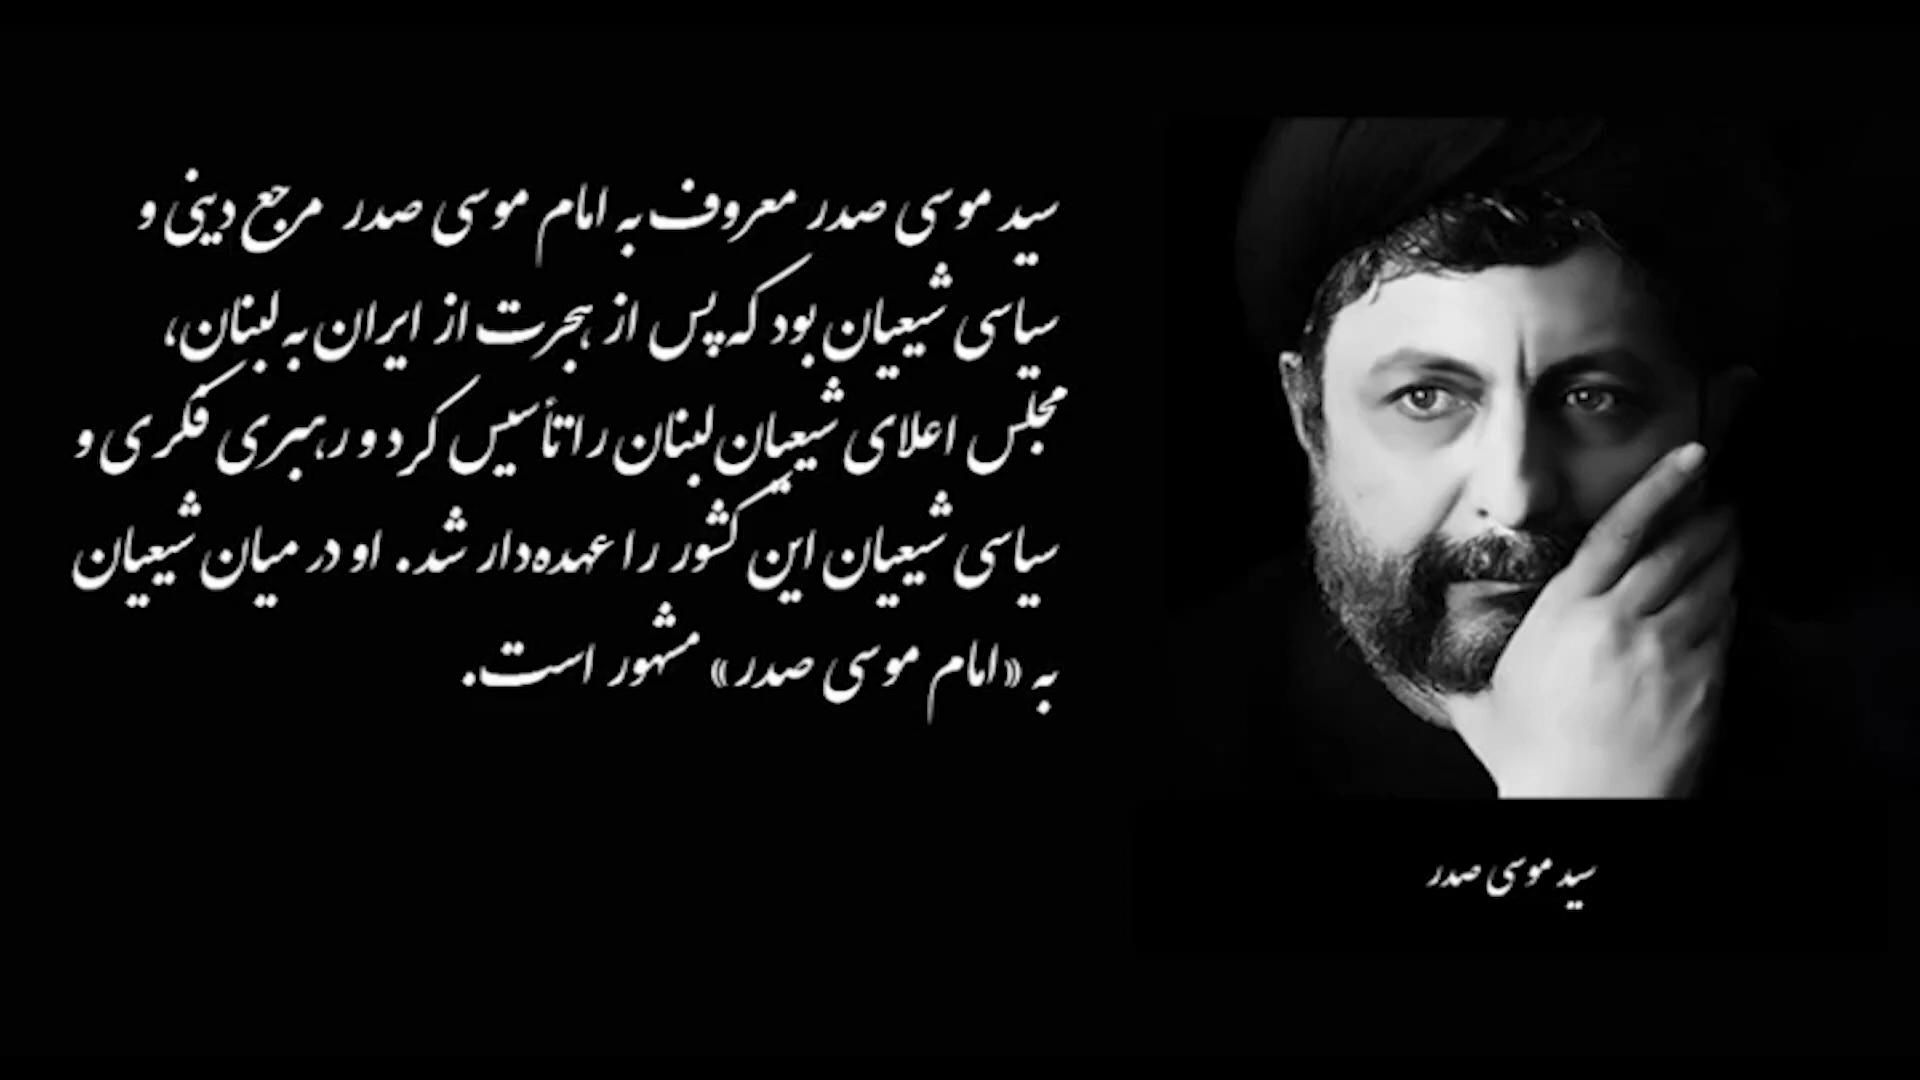 سید موسی صدر معروف به امام موسی صدر مرجع دینی و
سیاسی شیعیان بود که پس از هجرت از ایران به لبنان،
مجلس اعلای شیعیان لبنان را تأسیس کرد و رهبری فکری و
سیاسی شیعیان این کشور را عهده‌دار شد. او در میان شیعیان
به «امام موسی صدر» مشهور است.
سید موسی صدر